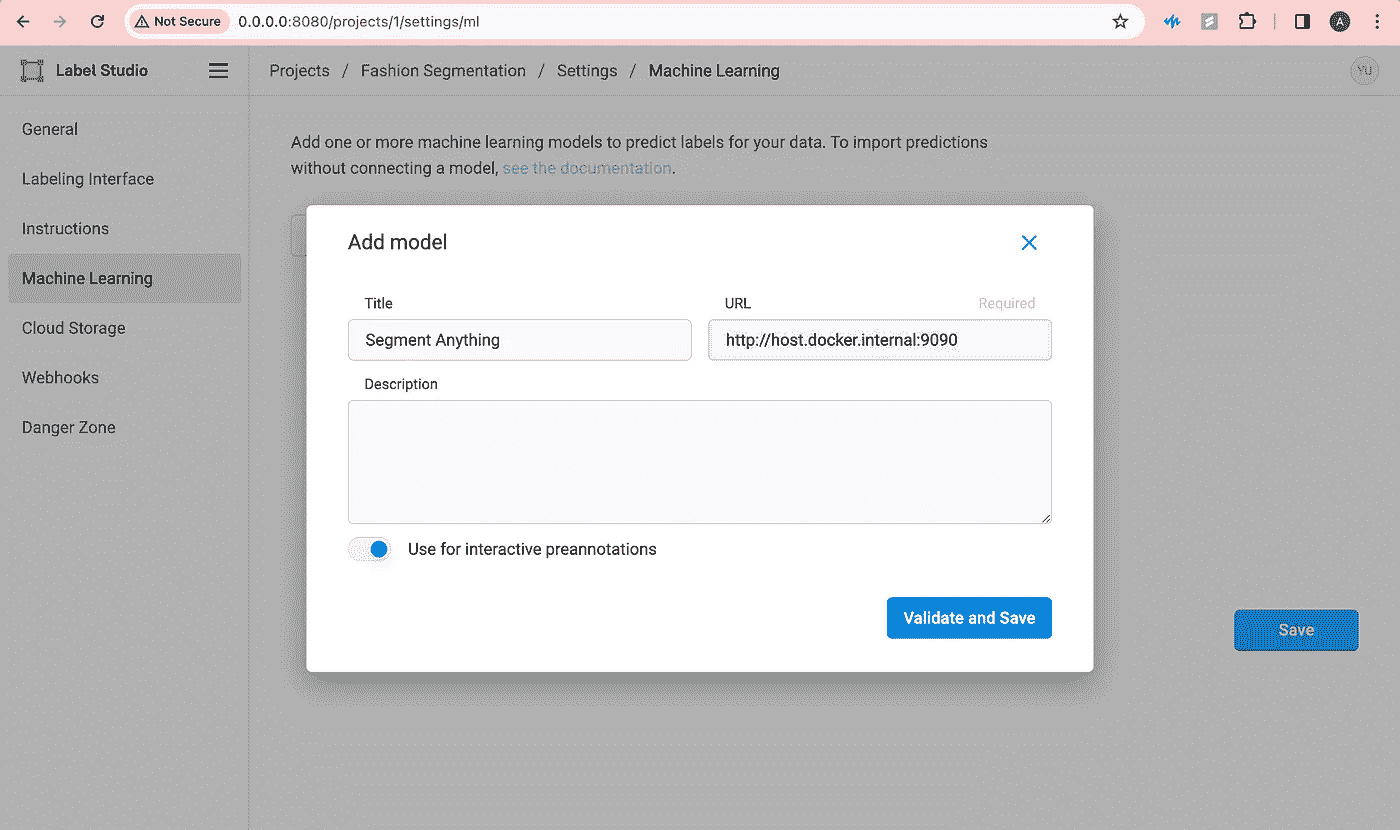 Not Secure 0.0.0.0:8080/projects/1/settings/ml A
Label Studio Projects / Fashion Segmentation / Settings / Machine Learning YU
General
Labeling Interface
Instructions
Machine Learning
Cloud Storage
Webhooks
Danger Zone
Add one or more machine learning models to predict labels for your data. To import predictions
without connecting a model, see the documentation.
Add model
Title URL Required
Segment Anything http://host.docker.internal:9090
Description
Use for interactive preannotations
Validate and Save
Save